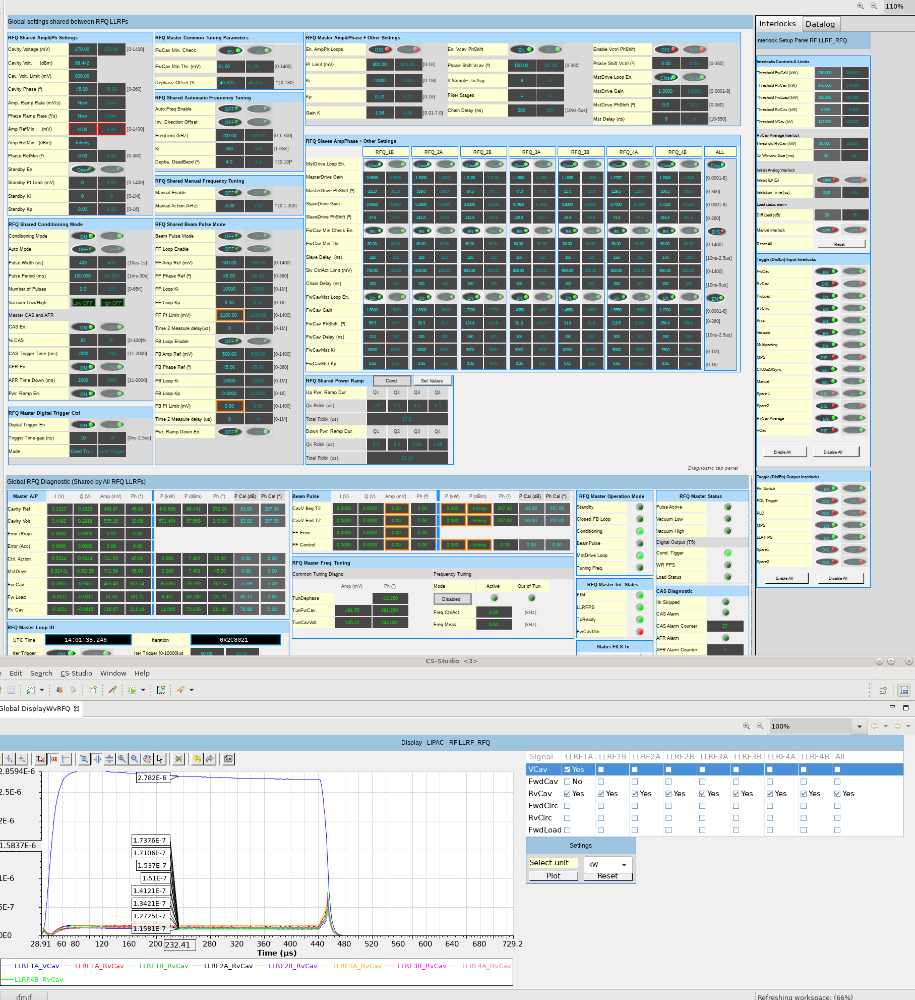 110%
Global settings shared between RFQ LLRFs
Interlocks Datalog
Interlock Setup Panel RF:LLRF_RFQ
RFQ Shared Amp&Ph Settings
Cavity Voltage (mV) 470.00 470.00 [0-1400]
Cavity Volt. (dBm) 86.442
Cav. Volt. Limit (mV) 800.00
Cavity Phase (º) 45.00 45.00 [0-360]
Amp. Ramp Rate (mV/s) Now Now
Phase Ramp Rate (º/s) Now Now
Amp RefMin (mV) 0.00 0.00 [0-1400]
Amp RefMin (dBm) -Infinity
Phase RefMin (º) 0.00 0.00 [0-360]
Standby En. Open Open
Standby PI Limit (mV) 0 0.00 [0-1400]
Standby Ki 0 0 [0-1M]
Standby Kp 0.00 0.00 [0-16]
RFQ Shared Conditioning Mode
Conditioning Mode ON ON
Auto Mode OFF OFF
Pulse Width (us) 400 400 [10us-1s]
Pulse Period (ms) 100.000 100.000 [1ms-30s]
Number of Pulses 0.0 0.0 [0-65K]
Vacuum Low/High Low OFF High OFF
Master CAS and AFR
CAS En. ON ON
% CAS 92 87 [0-100]%
CAS Trigger Time (ms) 2000 1995 [11-2000]
AFR En. ON ON
AFR Time Down (ms) 2000 2000 [11-2000]
Pwr. Ramp En. ON ON
RFQ Master Digital Trigger Ctrl
Digital Trigger En. ON ON
Trigger Time-gap (ns) 10 10 [0ns-2.5us]
Mode Cond Tri... Cond Trigger
RFQ Master Common Tuning Parameters
FwCav Min. Check EN EN
FwCav Min Thr. (mV) 61.00 61.00 [0-1400]
Dephase Offset (º) -46.375 -46.375 ∓[0-180]
RFQ Shared Automatic Frequency Tuning
Auto Freq Enable OFF OFF
Inv. Direction Offset OFF OFF
FreqLimit (kHz) 200.00 200.00 [0.1-350]
Ki 500 500 [1-65K]
Depha. DeadBand (º) 4.0 4.0 ∓[0;10]º
RFQ Shared Manual Frequency Tuning
Manual Enable OFF OFF
Manual Action (kHz) -3.00 -3.00 ∓[0.1-350]
RFQ Shared Beam Pulse Mode
Beam Pulse Mode OFF OFF
FF Loop Enable OFF OFF
FF Amp Ref (mV) 500.00 500.00 [0-1400]
FF Phase Ref (º) 45.00 45.00 [0-360]
FF Loop Ki 10000 10000 [0-1M]
FF Loop Kp 0.50 0.50 [0-16]
FF PI Limit (mV) 1100.00 1100.00 [0-1400]
Time 2 Measure delay(us) 0 0 [0-1M]
FB Loop Enable OFF OFF
FB Amp Ref (mV) 500.00 500.00 [0-1400]
FB Phase Ref (º) 45.00 45.00 [0-360]
FB Loop Ki 10000 10000 [0-1M]
FB Loop Kp 0.8000 0.8000 [0-16]
FB PI Limit (mV) 0.00 0.00 [0-1400]
Time 2 Measure delay (us) 0 0 [0-1M]
Pwr. Ramp Down En. OFF ON
RFQ Master Amp&Phase + Other Settings
En. AmpPh Loops DIS. DIS. En. Vcav PhShift EN. EN Enable Vctrl PhShift DIS. DIS.
PI Limit (mV) 900.00 900.00 [0-1K] Phase Shift Vcav (º) 150.00 150.00 [0-360] Phase Shift Vctrl (º) 0.00 0.00 [0-360]
Ki 22000 22000 [0-1M] # Samples to Avg 8 8 MstDrive Loop En. Close Close
Kp 0.20 0.20 [0-16] Filter Stages 1 1 MstDrive Gain 1.0000 1.0000 [0.0001-8]
Gain K 1.58 1.58 [0.01-7.0] Chain Delay (ns) 200 200 [10ns-5us] MstDrive PhShift (º) 0.0 0.0 [0-360]
Mst Delay (ns) 0 0 [10-550]
RFQ Slaves AmpPhase + Other Settings
RFQ_1B RFQ_2A RFQ_2B RFQ_3A RFQ_3B RFQ_4A RFQ_4B ALL
MstDrive Loop En. Close Close Close Close Close Close Close Close Close Close Close Close Close Close Close
MasterDrive Gain 0.9699 0.9699 1.3000 1.3000 1.3100 1.3100 1.1960 1.1960 1.1838 1.1838 1.2787 1.2787 1.2849 1.2849 [0.0001-8]
MasterDrive PhShift (º) 351.0 351.0 359.0 359.0 64.5 64.5 47.0 47.0 25.0 25.0 129.5 129.5 306.5 306.5 [0-360]
SlaveDrive Gain 0.9350 0.9350 0.6900 0.6900 0.6300 0.6300 0.7950 0.7950 0.9300 0.9300 0.7000 0.7000 0.7100 0.7100 [0.0001-8]
SlaveDrive PhShift (º) 27.6 27.6 315.0 315.0 212.6 212.6 123.3 123.3 45.8 45.8 74.3 74.3 261.6 261.6 [0-360]
FwCav Min Check En. EN. EN. EN. EN. EN. EN. EN. EN. EN. EN. EN. EN. EN. EN. DIS
FwCav Min Thr. 60.00 60.00 60.00 60.00 60.00 60.00 60.00 60.00 60.00 60.00 60.00 60.00 60.00 60.00 [0-1400]
Slave Delay (ns) 226 230 206 210 226 230 206 210 186 190 156 160 176 180 [10ns-2.5us]
Slv CtrlAct Limit (mV) 730.00 730.00 830.00 830.00 800.00 800.00 850.00 850.00 900.00 900.00 800.00 800.00 850.00 850.00 [0-1400]
Chain Delay (ns) 200 200 200 200 200 200 200 200 200 200 200 200 200 200 [10ns-5us]
FwCavMst Loop En. EN. EN. EN. EN. EN. EN. EN. EN. EN. EN. EN. EN. EN. EN. EN
FwCav Gain 1.5000 1.5000 1.6300 1.6300 1.7200 1.7200 1.4350 1.4350 1.4850 1.4850 1.5550 1.5550 1.2700 1.2700 [0.0001-8]
FwCav PhShift (º) 88.3 88.3 30.9 30.9 124.8 124.8 191.3 191.3 91.8 91.8 219.5 219.5 256.4 256.4 [0-360]
FwCav Delay (ns) 210 210 290 290 260 260 300 300 280 280 300 300 290 290 [10ns-2.5us]
FwCavMst Ki 15000 15000 10000 10000 5000 5000 5000 5000 10000 10000 5000 5000 7500 7500 [0-1M]
FwCavMst Kp 0.05 0.05 0.05 0.05 0.05 0.05 0.05 0.05 0.05 0.05 0.05 0.05 0.05 0.05 [0-16]
RFQ Shared Power Ramp Cond Set Values
Up Pwr. Ramp Dur. Q1 Q2 Q3 Q4
Qx Rdbk (us) 2.0 3.0 4.0 8.0
Total Rdbk (us) 17.0
Down Pwr. Ramp Dur. Q1 Q2 Q3 Q4
Qx Rdbk (us) 8.0 4.0 0.08 0.08
Total Rdbk (us) 12.16
Diagnostic tab panel
Interlocks Controls & Limits
Threshold FwCaV (kW) 230.000 230.000
Threshold RvCav (kW) 170.000 170.000
Threshold FwLoad (kW) 400.000 400.000
Threshold RvCirc (kW) 6.000 6.000
Threshold VCav (kV) 143.000 143.000
RvCav Average Interlock
Threshold RvCav (kW) 10.000 10.000
Av. Window Size (ms) 10 10
Inhibit Analog Interlock
Inhibit ILK En OFF OFF
Inhibition Time (us) 0.00 0.00
Load status alarm
Diff Load (dB) 26 26
Manual Interlock OFF OFF
Reset All Reset
Toggle (Dis/En) Input Interlocks
FwCav EN. EN.
RvCav DIS DIS
FwLoad EN. EN.
RvCirc EN. EN.
Arcs EN. EN.
Vacuum EN. EN.
Multipacting EN. EN.
MPS DIS. DIS.
ClkOutOfSync EN. EN.
Manual EN. EN.
Spare 1 DIS. EN
Spare2 DIS. DIS.
RvCav Average EN. EN.
VCav DIS. EN
Enable All Disable All
Toggle (Dis/En) Output Interlocks
Pin Switch EN EN
FDL Trigger DIS DIS
PLC DIS DIS
MPS EN EN
LLRF PS EN EN
Spare1 DIS DIS
Spare2 DIS DIS
Enable All Disable All
Global RFQ Diagnostic (Shared by All RFQ LLRFs)
Master A/P I (V) Q (V) Amp (mV) Ph (°) P (kW) P (dBm) Ph (°) P Cal (dB) Ph Cal (°)
Cavity Ref 0.3323 0.3323 469.97 45.00 440.698 86.441 252.00 83.00 207.00
Cavity Volt 0.4492 0.2918 535.15 33.08 571.404 87.569 240.08 83.00 207.00
Error (Prop) 0.0000 0.0000 0.00 0.00
Error (Acc) 0.0000 0.0000 0.00 0.00
Ctrl. Action 0.5244 0.5244 741.59 45.00 0.000 7.403 45.00 0.00 0.00
MstDrive 0.52441 0.52435 741.59 45.00 0.000 7.403 45.00 0.00 0.00
Fw Cav 0.2835 -0.3661 463.40 307.74 85.095 79.299 312.74 75.98 5.00
Fw Load -0.0511 -0.0011 51.05 181.71 8.491 69.290 181.71 85.13 0.00
Rv Cav -0.1021 -0.0615 118.57 211.46 11.065 70.439 211.46 78.96 0.00
RFQ Master Loop ID
UTC Time 14:01:38.246 Iteration 0x2C8021
Iter Trigger ON ON Iter Trigger [0-10000]us 50.00 49.92
Beam Pulse I (V) Q (V) Amp (mV) Ph (º) P (kW) P (dBm) Ph (º) P Cal (dB) Ph Cal (°)
CavV Beg T2 0.0000 0.0000 0.00 0.00 0.000 -Infinity 207.00 83.00 207.00
CavV End T2 0.0000 0.0000 0.00 0.00 0.000 -Infinity 207.00 83.00 207.00
FF Error 0.0000 0.0000 0.00 0.00
FF Control 0.0000 0.0000 0.00 0.00 0.000 -Infinity 0.00 0.00 0.00
RFQ Master Freq. Tuning
Common Tuning Diagno Frequency Tuning
Amp (mV) Ph (º) Mode Active Out of Tun.
TunDephase -18.250 Disabled
TunFwCav 461.55 261.250 Freq.CtrlAct 0.00 (kHz)
TunCavVolt 535.22 243.000 Freq.Meas 0.00 (kHz)
RFQ Master Operation Mode
Standby
Closed FB Loop
Conditioning
BeamPulse
MstDrive Loop
Tuning Freq.
RFQ Master Int. States
FIM
LLRFPS
TxReady
FwCavMin
Status FILK In
RFQ Master Status
Pulse Active
Vacuum Low
Vacuum High
Digital Output (T5)
Cond. Tigger
WR PPS
Load Status
CAS Diagnostic
Ilk Skipped
CAS Alarm
CAS Alarm Counter 27
AFR Alarm
AFR Alarm Counter 1
CS-Studio <3>
e Edit Search CS-Studio Window Help
Global DisplayWvRFQ
100%
Display - LIPAC - RF:LLRF_RFQ
2.8594E-6
2.5E-6
2E-6
1.5837E-6
1E-6
5E-7
0E0
2.782E-6
1.7376E-7
1.7106E-7
1.537E-7
1.51E-7
1.4121E-7
1.3421E-7
1.2725E-7
1.1581E-7
28.91 60 80 120 160 200 232.41 280 320 360 400 440 480 520 560 600 640 680 729.2
Time (μs)
LLRF1A_VCav LLRF1A_RvCav LLRF1B_RvCav LLRF2A_RvCav LLRF2B_RvCav LLRF3A_RvCav LLRF3B_RvCav LLRF4A_RvCav
LLRF4B_RvCav
Signal LLRF1A LLRF1B LLRF2A LLRF2B LLRF3A LLRF3B LLRF4A LLRF4B All
VCav Yes
FwdCav No
RvCav Yes Yes Yes Yes Yes Yes Yes Yes Yes
FwdCirc
RvCirc
FwdLoad
Settings
Select unit kW
Plot Reset
ifmif
Refreshing workspace: (66%)